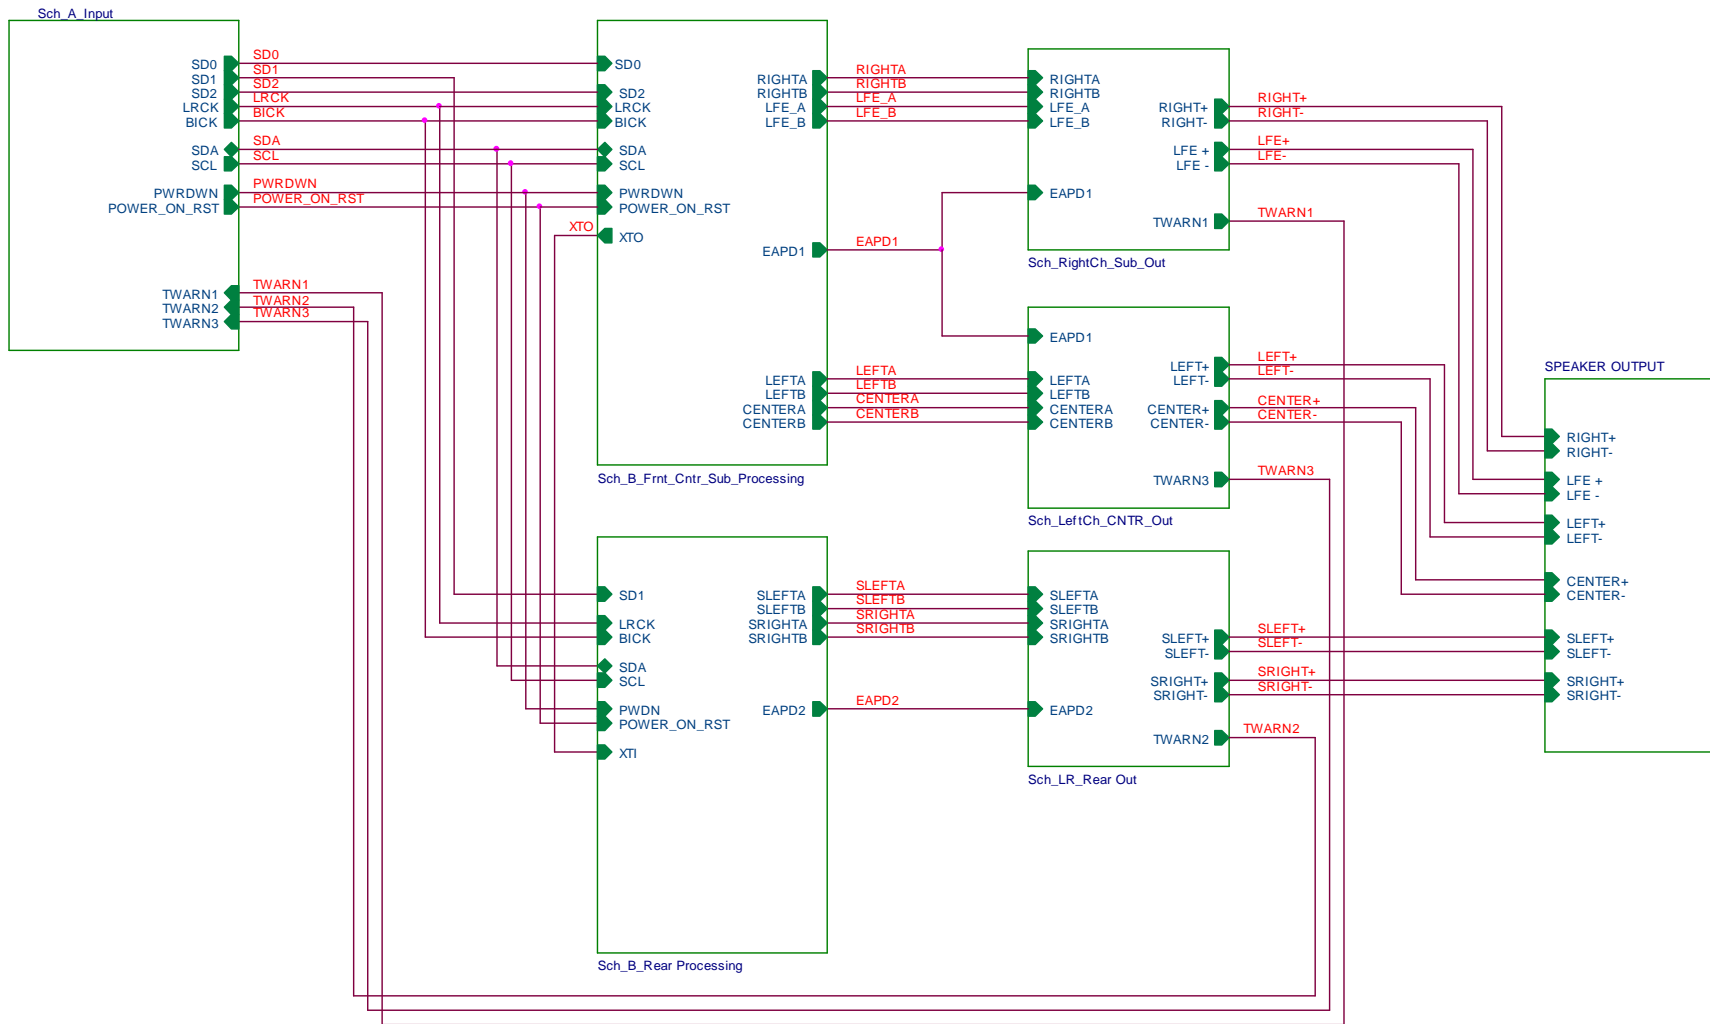 Sch_A_Input
SD0
SD1
SD2
LRCK
BICK
SDA
SCL
PWRDWN
POWER_ON_RST
TWARN1
TWARN2
TWARN3
SD0
SD1
SD2
LRCK
BICK
SDA
SCL
PWRDWN
POWER_ON_RST
XTO
TWARN1
TWARN2
TWARN3
SD0
SD2
LRCK
BICK
SDA
SCL
PWRDWN
POWER_ON_RST
XTO
RIGHTA
RIGHTB
LFE_A
LFE_B
EAPD1
LEFTA
LEFTB
CENTERA
CENTERB
Sch_B_Frnt_Cntr_Sub_Processing
RIGHTA
RIGHTB
LFE_A
LFE_B
EAPD1
LEFTA
LEFTB
CENTERA
CENTERB
RIGHTA
RIGHTB
LFE_A
LFE_B
EAPD1
RIGHT+
RIGHT-
LFE +
LFE -
TWARN1
Sch_RightCh_Sub_Out
RIGHT+
RIGHT-
LFE+
LFE-
TWARN1
EAPD1
LEFTA
LEFTB
CENTERA
CENTERB
LEFT+
LEFT-
CENTER+
CENTER-
TWARN3
Sch_LeftCh_CNTR_Out
LEFT+
LEFT-
CENTER+
CENTER-
TWARN3
SD1
LRCK
BICK
SDA
SCL
PWDN
POWER_ON_RST
XTI
SLEFTA
SLEFTB
SRIGHTA
SRIGHTB
EAPD2
Sch_B_Rear Processing
SLEFTA
SLEFTB
SRIGHTA
SRIGHTB
EAPD2
SLEFTA
SLEFTB
SRIGHTA
SRIGHTB
EAPD2
SLEFT+
SLEFT-
SRIGHT+
SRIGHT-
TWARN2
Sch_LR_Rear Out
SLEFT+
SLEFT-
SRIGHT+
SRIGHT-
TWARN2
SPEAKER OUTPUT
RIGHT+
RIGHT-
LFE +
LFE -
LEFT+
LEFT-
CENTER+
CENTER-
SLEFT+
SLEFT-
SRIGHT+
SRIGHT-